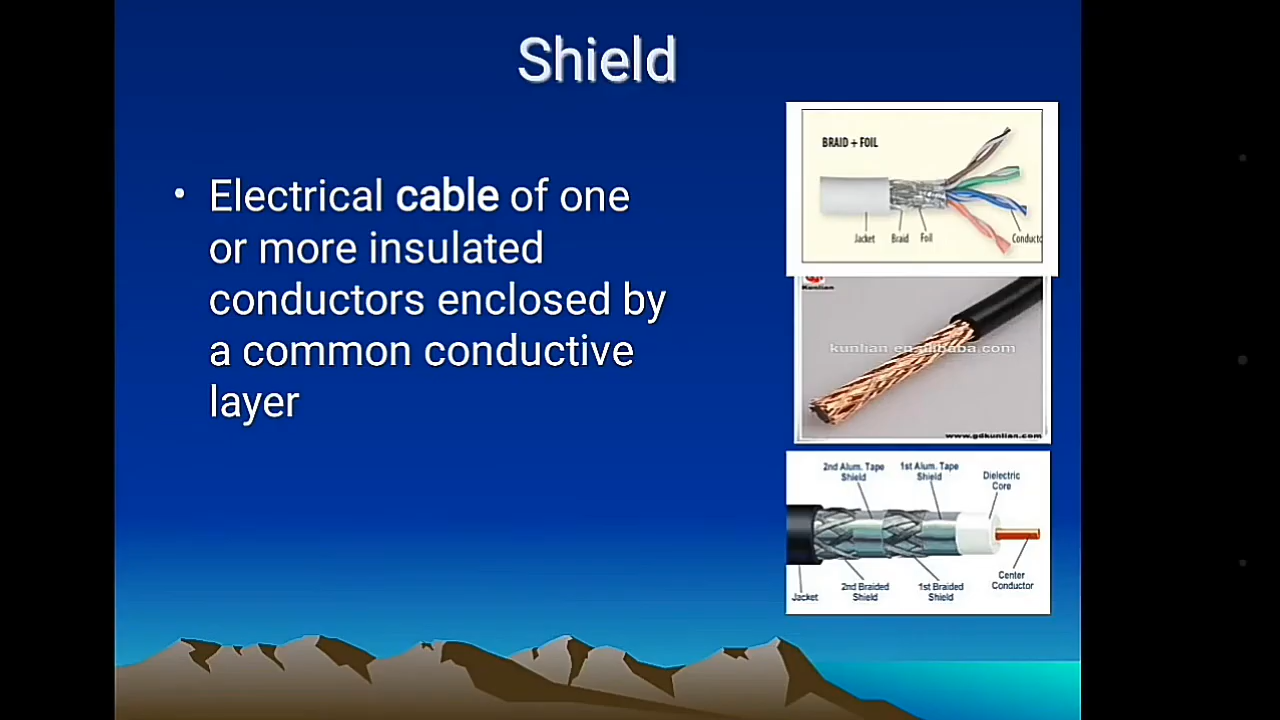 Shield
• Electrical cable of one
or more insulated
conductors enclosed by
a common conductive
layer
BRAID + FOIL
Jacket Braid Foil Conductc
Kunlian
kunlian en.alibaba.com
www.gdkunlian.com
2nd Alum. Tape
Shield
1st Alum. Tape
Shield
Dielectric
Core
Jacket
2nd Braided
Shield
1st Braided
Shield
Center
Conductor